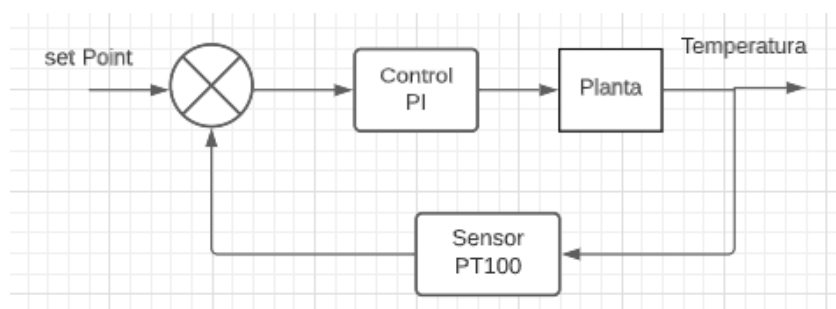 set Point
Temperatura
Control
PI
Planta
Sensor
PT100